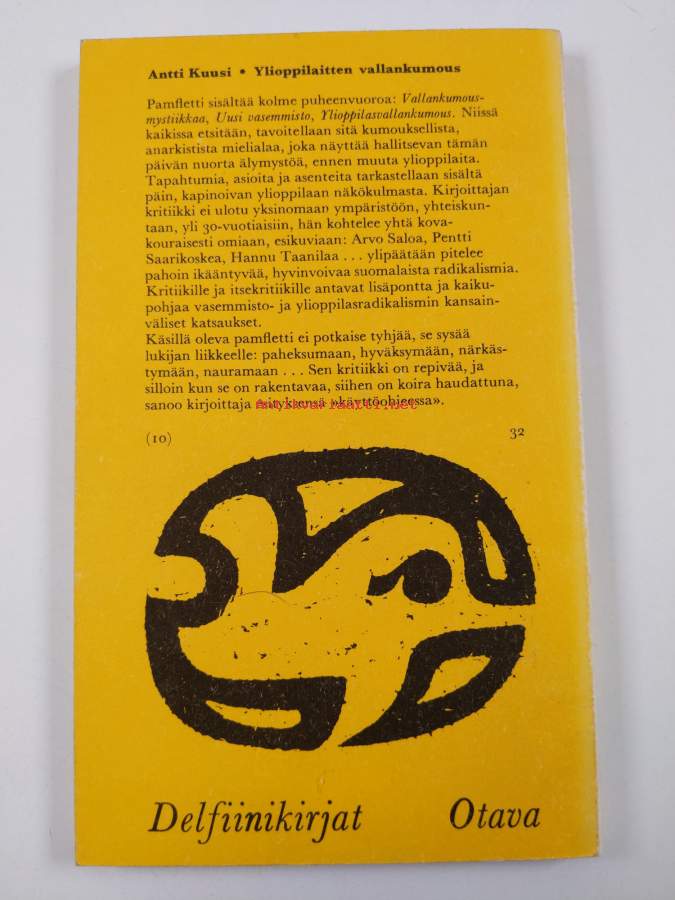 Antti Kuusi • Ylioppilaitten vallankumous
Pamfletti sisältää kolme puheenvuoroa: Vallankumous-
mystiikkaa, Uusi vasemmisto, Ylioppilasvallankumous. Niissä
kaikissa etsitään, tavoitellaan sitä kumouksellista,
anarkistista mielialaa, joka näyttää hallitsevan tämän
päivän nuorta älymystöä, ennen muuta ylioppilaita.
Tapahtumia, asioita ja asenteita tarkastellaan sisältä
päin, kapinoivan ylioppilaan näkökulmasta. Kirjoittajan
kritiikki ei ulotu yksinomaan ympäristöön, yhteiskun-
taan, yli 30-vuotiaisiin, hän kohtelee yhtä kova-
kouraisesti omiaan, esikuviaan: Arvo Saloa, Pentti
Saarikoskea, Hannu Taanilaa . . . ylipäätään pitelee
pahoin ikääntyvää, hyvinvoivaa suomalaista radikalismia.
Kritiikille ja itsekritiikille antavat lisäpontta ja kaiku-
pohjaa vasemmisto- ja ylioppilasradikalismin kansain-
väliset katsaukset.
Käsillä oleva pamfletti ei potkaise tyhjää, se sysää
lukijan liikkeelle: paheksumaan, hyväksymään, närkäs-
tymään, nauramaan . . . Sen kritiikki on repivää, ja
silloin kun se on rakentavaa, siihen on koira haudattuna,
sanoo kirjoittaja esityksensä »käyttöohjeessa».
antikvariaatti.net
(10) 32
Delfiinikirjat Otava